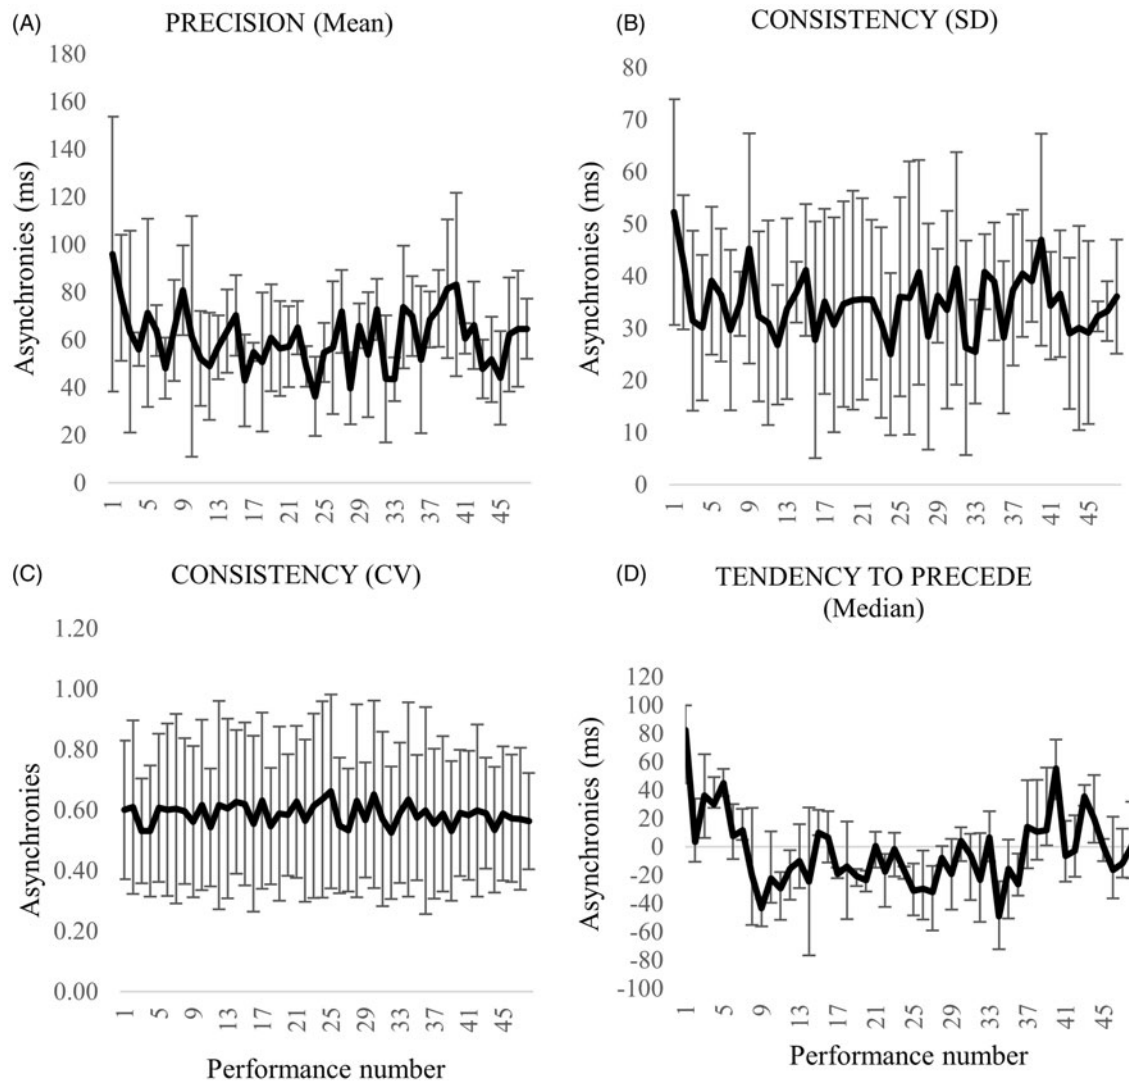 (A)
PRECISION (Mean)
180
160
140
120
100
80
60
40
20
0
Asynchronies (ms)
1 5 9 13 17 21 25 29 33 37 41 45
(B)
CONSISTENCY (SD)
80
70
60
50
40
30
20
10
0
Asynchronies (ms)
1 5 9 13 17 21 25 29 33 37 41 45
(C)
CONSISTENCY (CV)
1.20
1.00
0.80
0.60
0.40
0.20
0.00
Asynchronies
1 5 9 13 17 21 25 29 33 37 41 45
Performance number
(D)
TENDENCY TO PRECEDE
(Median)
120
100
80
60
40
20
0
-20
-40
-60
-80
-100
Asynchronies (ms)
1 5 9 13 17 21 25 29 33 37 41 45
Performance number